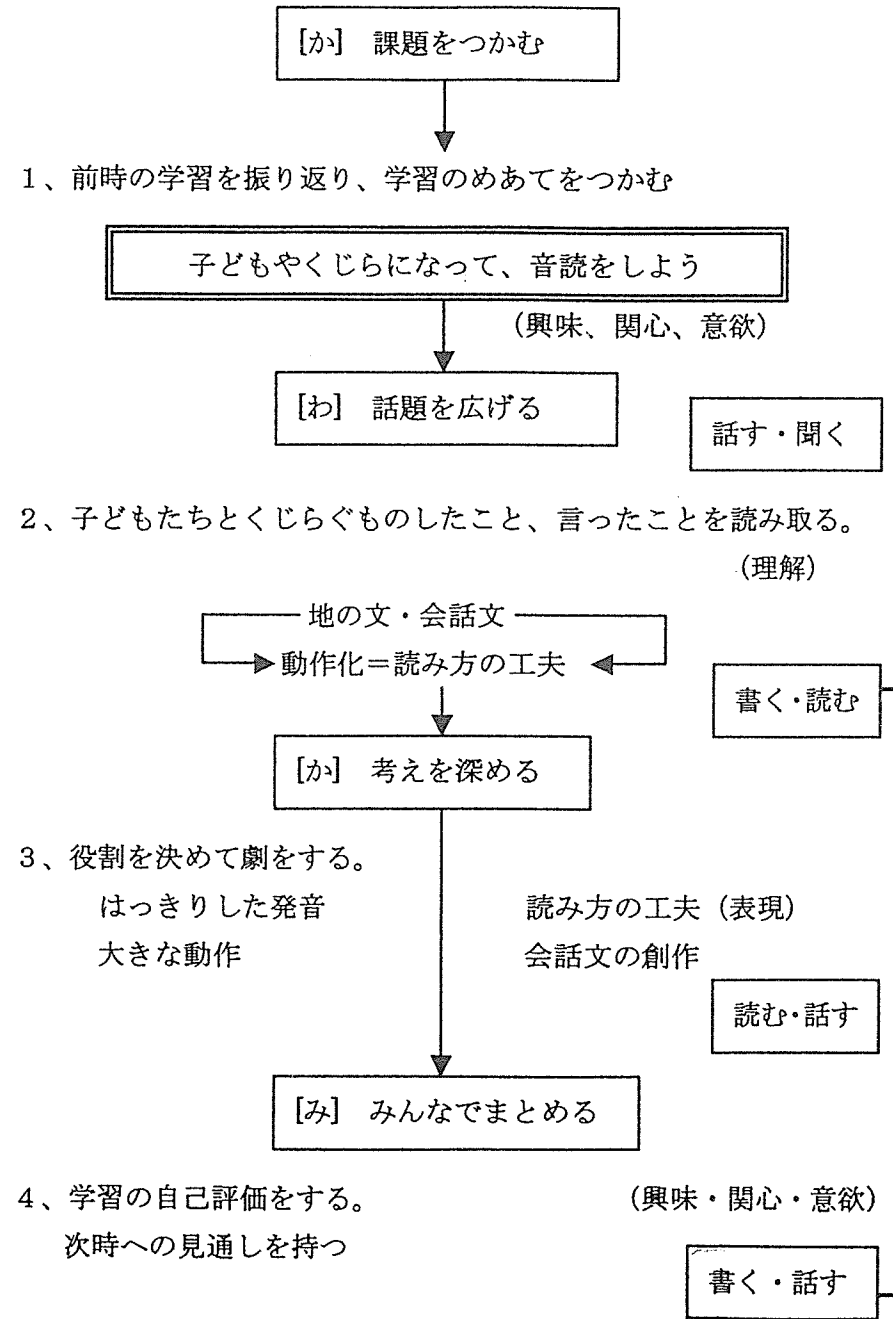 [か]　課題をつかむ
１、前時の学習を振り返り、学習のめあてをつかむ
子どもやくじらになって、音読をしよう
（興味、関心、意欲）
[わ]　話題を広げる
話す・聞く
２、子どもたちとくじらぐものしたこと、言ったことを読み取る。
（理解）
地の文・会話文
動作化＝読み方の工夫
書く・読む
[か]　考えを深める
３、役割を決めて劇をする。
はっきりした発音　読み方の工夫（表現）
大きな動作　会話文の創作
読む・話す
[み]　みんなでまとめる
４、学習の自己評価をする。　（興味・関心・意欲）
次時への見通しを持つ
書く・話す